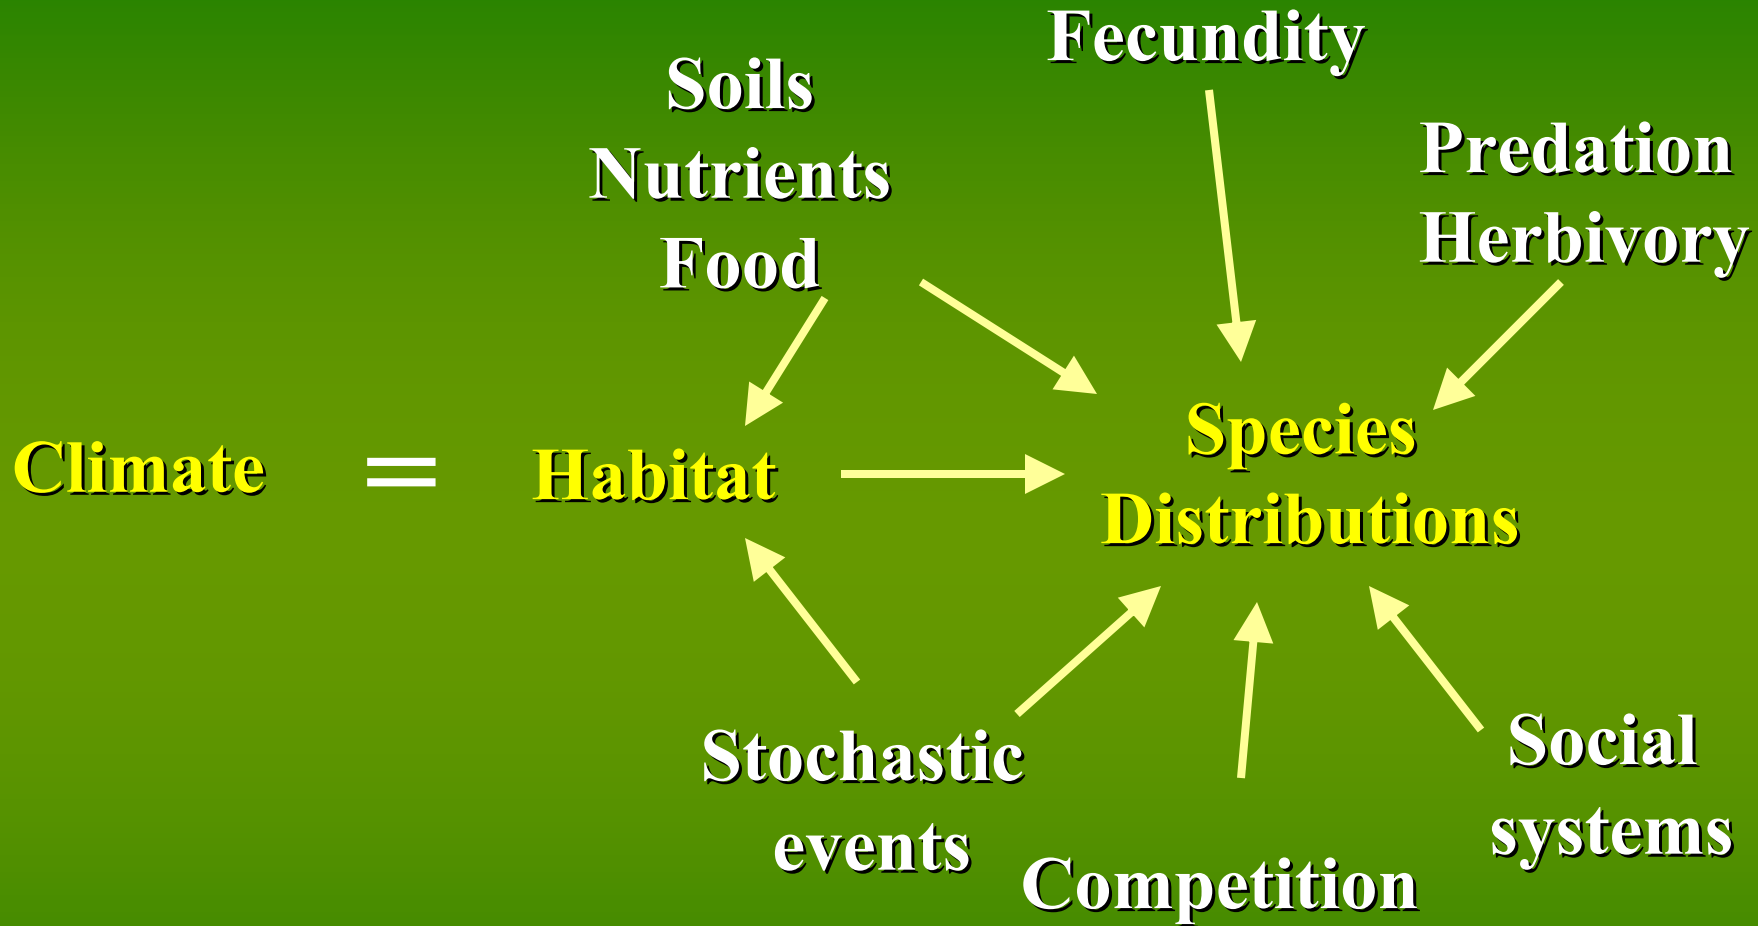 Fecundity
Soils
Nutrients
Food
Predation
Herbivory
Climate = Habitat
Species
Distributions
Stochastic
events
Competition
Social
systems